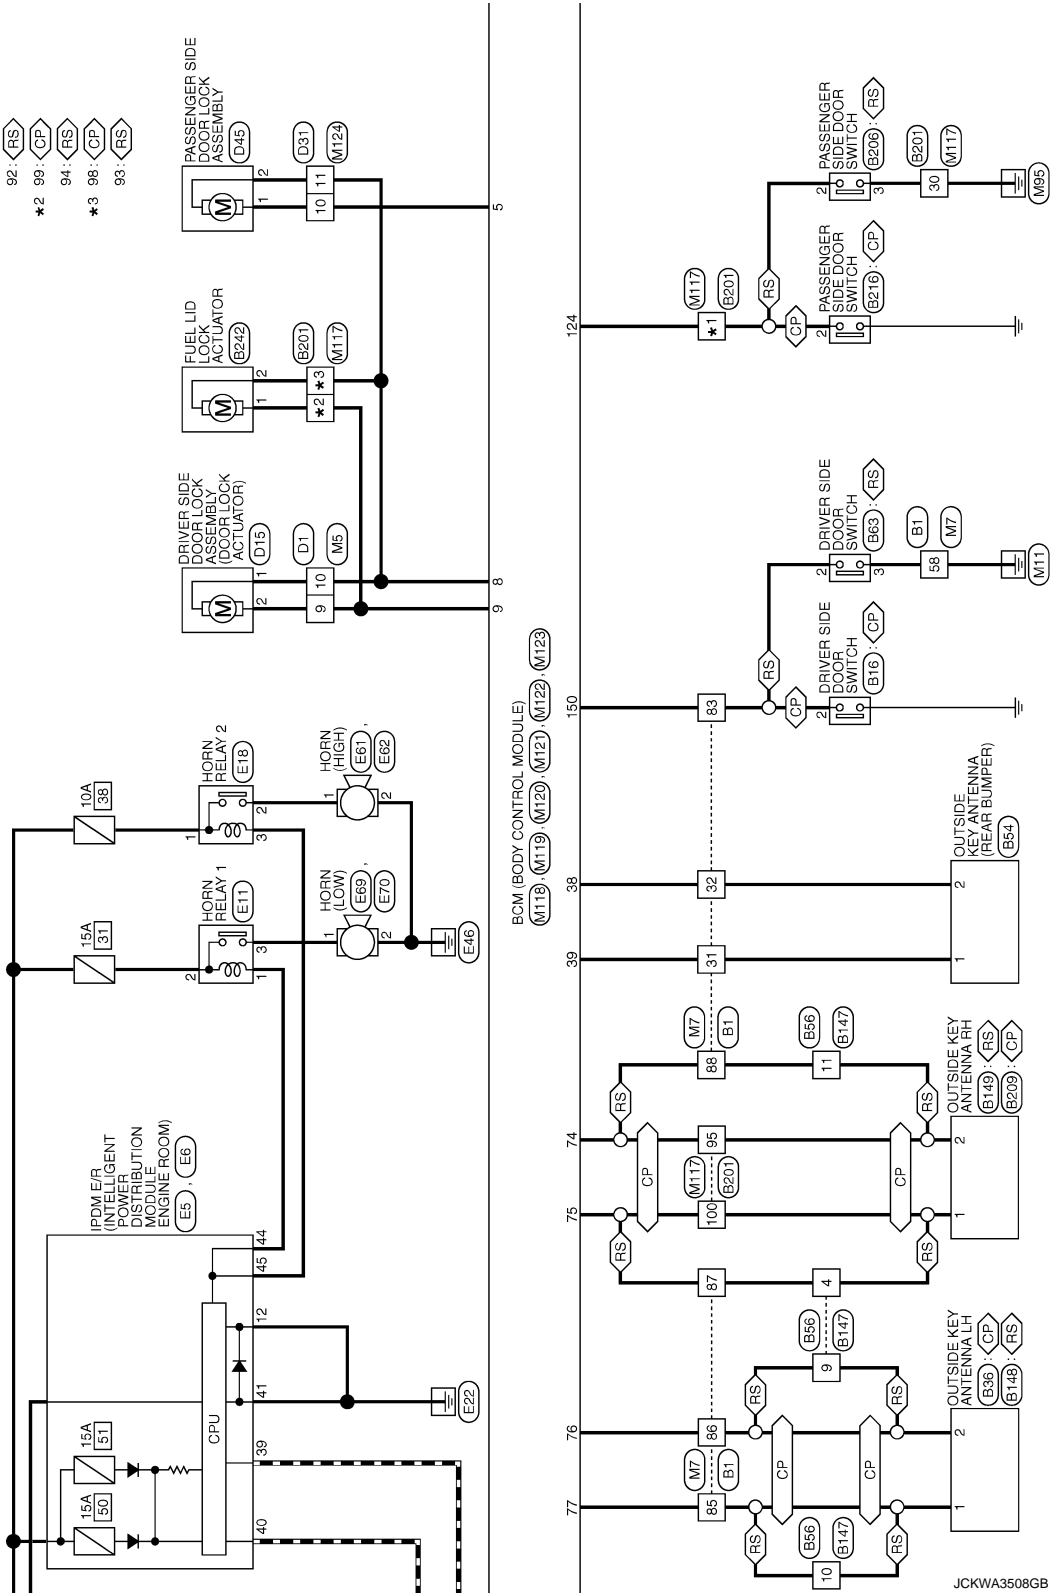 92 : RS
*2 99 : CP
94 : RS
*3 98 : CP
93 : RS
PASSENGER SIDE
DOOR LOCK
ASSEMBLY
D45
1 2
M
10 11
D31
M124
5
FUEL LID
LOCK
ACTUATOR
B242
1 2
M
*2 *3
B201
M117
DRIVER SIDE
DOOR LOCK
ASSEMBLY
(DOOR LOCK
ACTUATOR)
D15
2 1
M
9 10
D1
M5
9 8
10A
38
HORN
RELAY 2
E18
1
3 2
HORN
(HIGH)
E61 ,
E62
1
2
15A
31
HORN
RELAY 1
E11
2
1 3
HORN
(LOW)
E69 ,
E70
1
2
E46
IPDM E/R
(INTELLIGENT
POWER
DISTRIBUTION
MODULE
ENGINE ROOM)
E5 , E6
15A
50
15A
51
CPU
40 39 41 12 45 44
E22
BCM (BODY CONTROL MODULE)
M118 , M119 , M120 , M121 , M122 , M123
77 76 75 74 39 38 150 124
M117
B201
*1
RS
CP
PASSENGER
SIDE DOOR
SWITCH
B216 : CP
2
PASSENGER
SIDE DOOR
SWITCH
B206 : RS
2
3
30
B201
M117
M95
83
RS
CP
DRIVER SIDE
DOOR
SWITCH
B16 : CP
2
DRIVER SIDE
DOOR
SWITCH
B63 : RS
2
3
58
B1
M7
M11
31 32
OUTSIDE
KEY ANTENNA
(REAR BUMPER)
B54
1 2
M7
B1
88
B56
B147
11
RS
RS
CP
95
M117
B201
100
CP
RS
RS
87
4
OUTSIDE KEY
ANTENNA RH
B149 : RS
B209 : CP
1 2
B56
B147
9
RS
RS
86
M7
B1
85
CP
CP
RS
RS
B56
B147
10
OUTSIDE KEY
ANTENNA LH
B36 : CP
B148 : RS
1 2
JCKWA3508GB